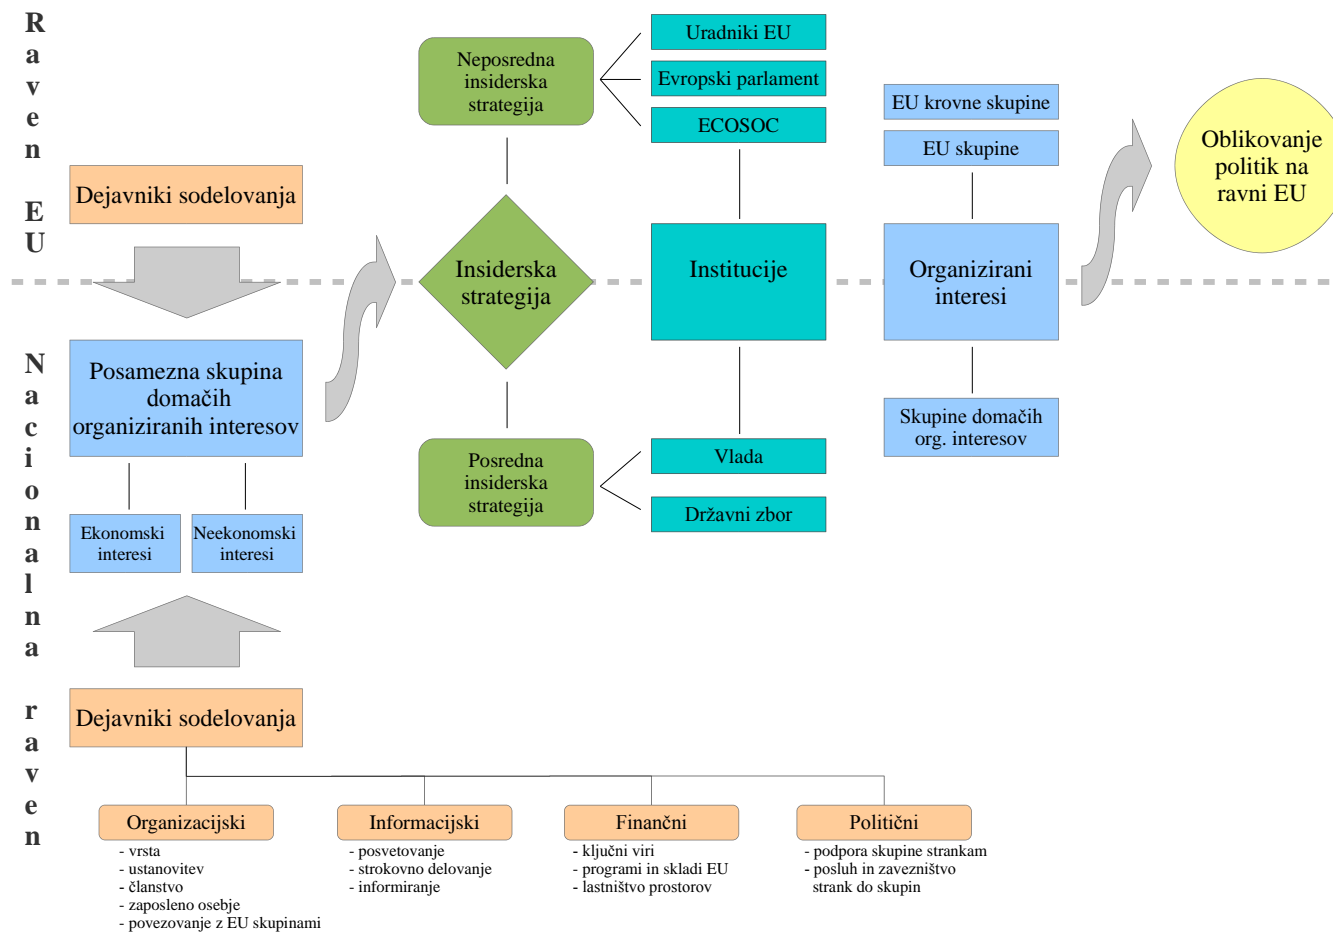 Raven EU
Nacionalna raven
Dejavniki sodelovanja
Posamezna skupina
domačih
organiziranih interesov
Ekonomski
interesi
Neekonomski
interesi
Dejavniki sodelovanja
Organizacijski
- vrsta
- ustanovitev
- članstvo
- zaposleno osebje
- povezovanje z EU skupinami
Informacijski
- posvetovanje
- strokovno delovanje
- informiranje
Finančni
- ključni viri
- programi in skladi EU
- lastništvo prostorov
Politični
- podpora skupine strankam
- posluh in zavezništvo
strank do skupin
Neposredna
insiderska
strategija
Insiderska
strategija
Posredna
insiderska
strategija
Uradniki EU
Evropski parlament
ECOSOC
Institucije
Vlada
Državni zbor
EU krovne skupine
EU skupine
Organizirani
interesi
Skupine domačih
org. interesov
Oblikovanje
politik na
ravni EU